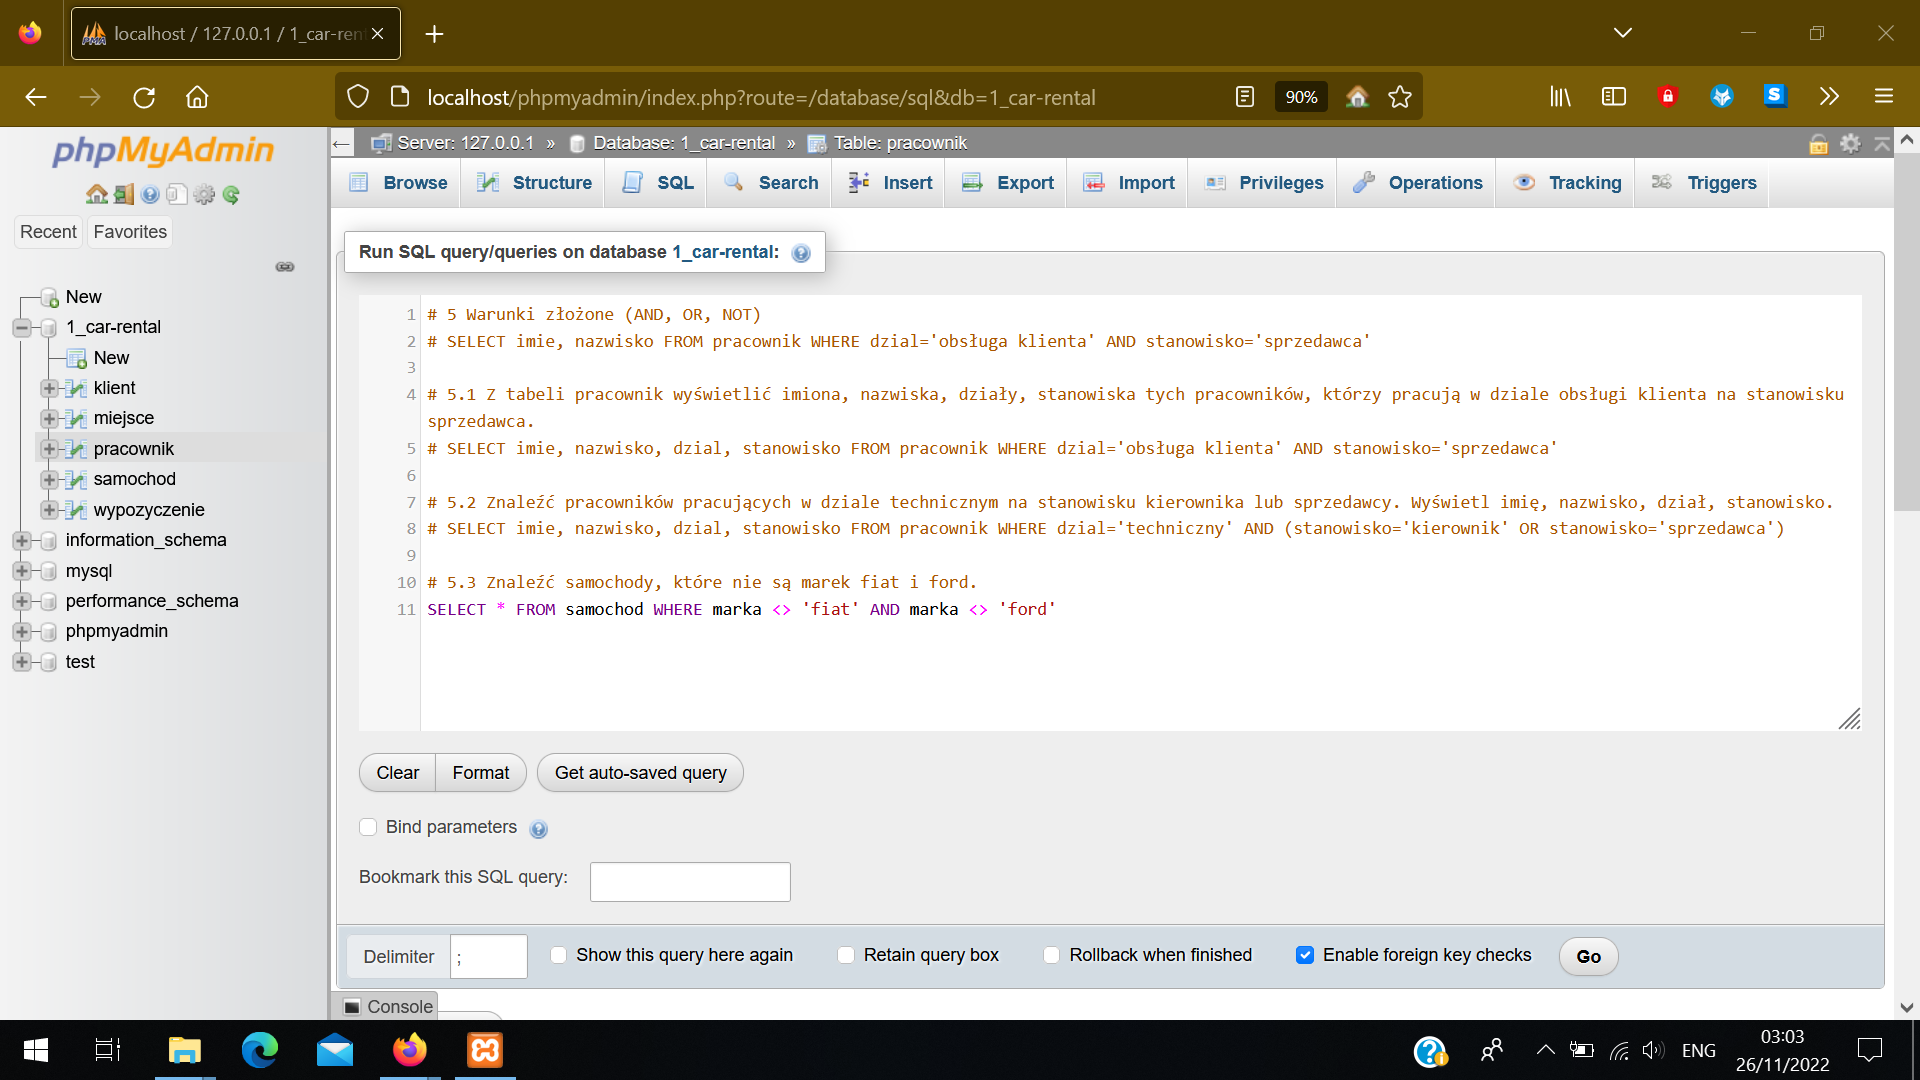 localhost / 127.0.0.1 / 1_car-ren
localhost/phpmyadmin/index.php?route=/database/sql&db=1_car-rental
90%
phpMyAdmin
Recent
Favorites
New
1_car-rental
New
klient
miejsce
pracownik
samochod
wypozyczenie
information_schema
mysql
performance_schema
phpmyadmin
test
Server: 127.0.0.1 » Database: 1_car-rental » Table: pracownik
Browse Structure SQL Search Insert Export Import Privileges Operations Tracking Triggers
Run SQL query/queries on database 1_car-rental:
1 # 5 Warunki złożone (AND, OR, NOT)
2 # SELECT imie, nazwisko FROM pracownik WHERE dzial='obsługa klienta' AND stanowisko='sprzedawca'
3
4 # 5.1 Z tabeli pracownik wyświetlić imiona, nazwiska, działy, stanowiska tych pracowników, którzy pracują w dziale obsługi klienta na stanowisku
sprzedawca.
5 # SELECT imie, nazwisko, dzial, stanowisko FROM pracownik WHERE dzial='obsługa klienta' AND stanowisko='sprzedawca'
6
7 # 5.2 Znaleźć pracowników pracujących w dziale technicznym na stanowisku kierownika lub sprzedawcy. Wyświetl imię, nazwisko, dział, stanowisko.
8 # SELECT imie, nazwisko, dzial, stanowisko FROM pracownik WHERE dzial='techniczny' AND (stanowisko='kierownik' OR stanowisko='sprzedawca')
9
10 # 5.3 Znaleźć samochody, które nie są marek fiat i ford.
11 SELECT * FROM samochod WHERE marka <> 'fiat' AND marka <> 'ford'
Clear Format Get auto-saved query
Bind parameters
Bookmark this SQL query:
Delimiter ; Show this query here again Retain query box Rollback when finished Enable foreign key checks Go
Console
ENG
03:03
26/11/2022